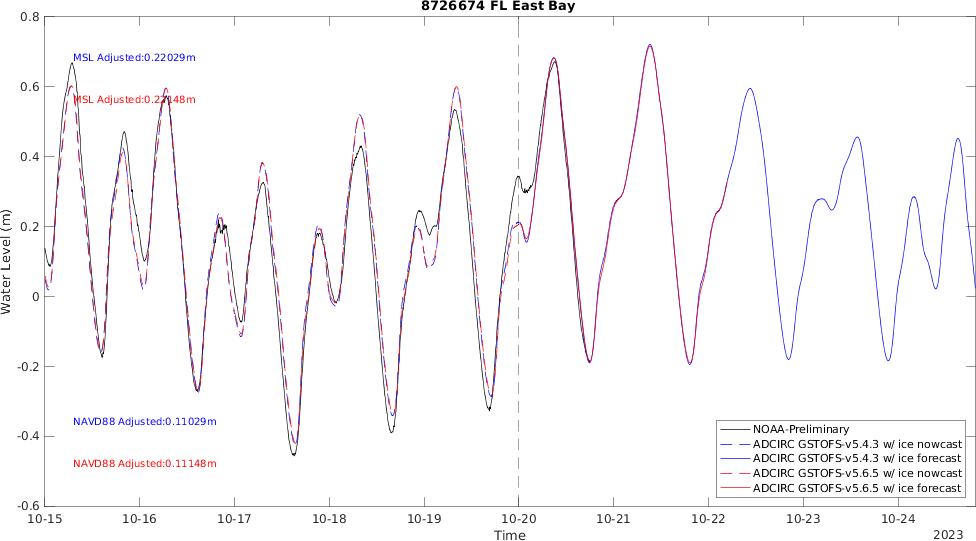 8726674 FL East Bay
0.8
0.6
0.4
0.2
0
-0.2
-0.4
-0.6
Water Level (m)
MSL Adjusted:0.22029m
MSL Adjusted:0.22148m
NAVD88 Adjusted:0.11029m
NAVD88 Adjusted:0.11148m
NOAA-Preliminary
ADCIRC GSTOFS-v5.4.3 w/ ice nowcast
ADCIRC GSTOFS-v5.4.3 w/ ice forecast
ADCIRC GSTOFS-v5.6.5 w/ ice nowcast
ADCIRC GSTOFS-v5.6.5 w/ ice forecast
10-15 10-16 10-17 10-18 10-19 10-20 10-21 10-22 10-23 10-24
Time
2023